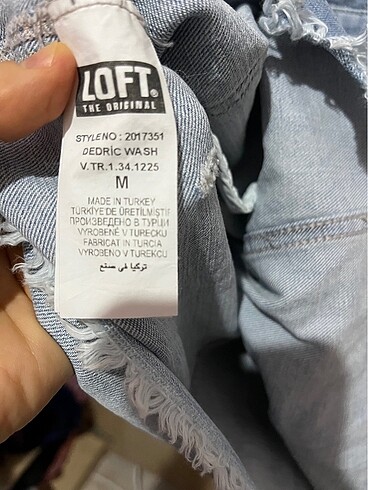 LOFT.
THE ORIGINAL
STYLENO : 2017351
DEDRIC WASH
V.TR.1.34.1225
M
MADE IN TURKEY
TÜRKİYE'DE ÜRETİLMİŞTİR
ПРОИЗВЕДЕНО В ТУРЦИИ
VYROBENÉ V TURECKU
FABRICAT IN TURCIA
VYROBENO V TURECKU
تركيا في صنع